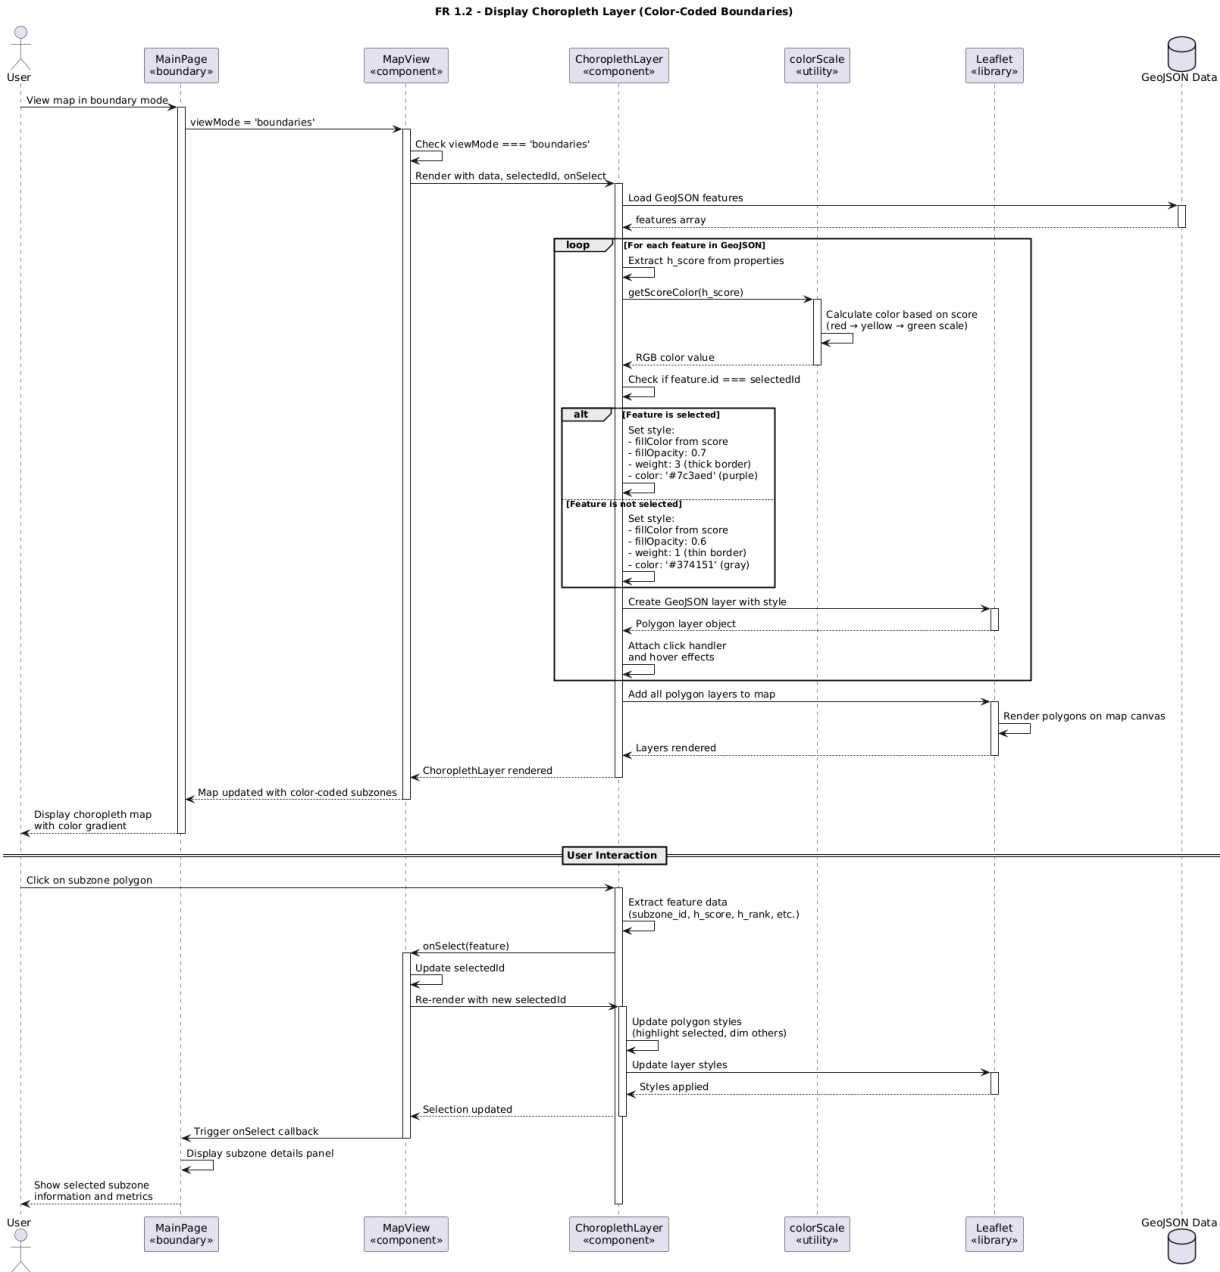 FR 1.2 - Display Choropleth Layer (Color-Coded Boundaries)
User
MainPage
«boundary»
MapView
«component»
ChoroplethLayer
«component»
colorScale
«utility»
Leaflet
«library»
GeoJSON Data
View map in boundary mode
viewMode = 'boundaries'
Check viewMode === 'boundaries'
Render with data, selectedId, onSelect
Load GeoJSON features
features array
loop
[For each feature in GeoJSON]
Extract h_score from properties
getScoreColor(h_score)
Calculate color based on score
(red → yellow → green scale)
RGB color value
Check if feature.id === selectedId
alt
[Feature is selected]
Set style:
- fillColor from score
- fillOpacity: 0.7
- weight: 3 (thick border)
- color: '#7c3aed' (purple)
[Feature is not selected]
Set style:
- fillColor from score
- fillOpacity: 0.6
- weight: 1 (thin border)
- color: '#374151' (gray)
Create GeoJSON layer with style
Polygon layer object
Attach click handler
and hover effects
Add all polygon layers to map
Render polygons on map canvas
Layers rendered
ChoroplethLayer rendered
Map updated with color-coded subzones
Display choropleth map
with color gradient
User Interaction
Click on subzone polygon
Extract feature data
(subzone_id, h_score, h_rank, etc.)
onSelect(feature)
Update selectedId
Re-render with new selectedId
Update polygon styles
(highlight selected, dim others)
Update layer styles
Styles applied
Selection updated
Trigger onSelect callback
Display subzone details panel
Show selected subzone
information and metrics
User
MainPage
«boundary»
MapView
«component»
ChoroplethLayer
«component»
colorScale
«utility»
Leaflet
«library»
GeoJSON Data